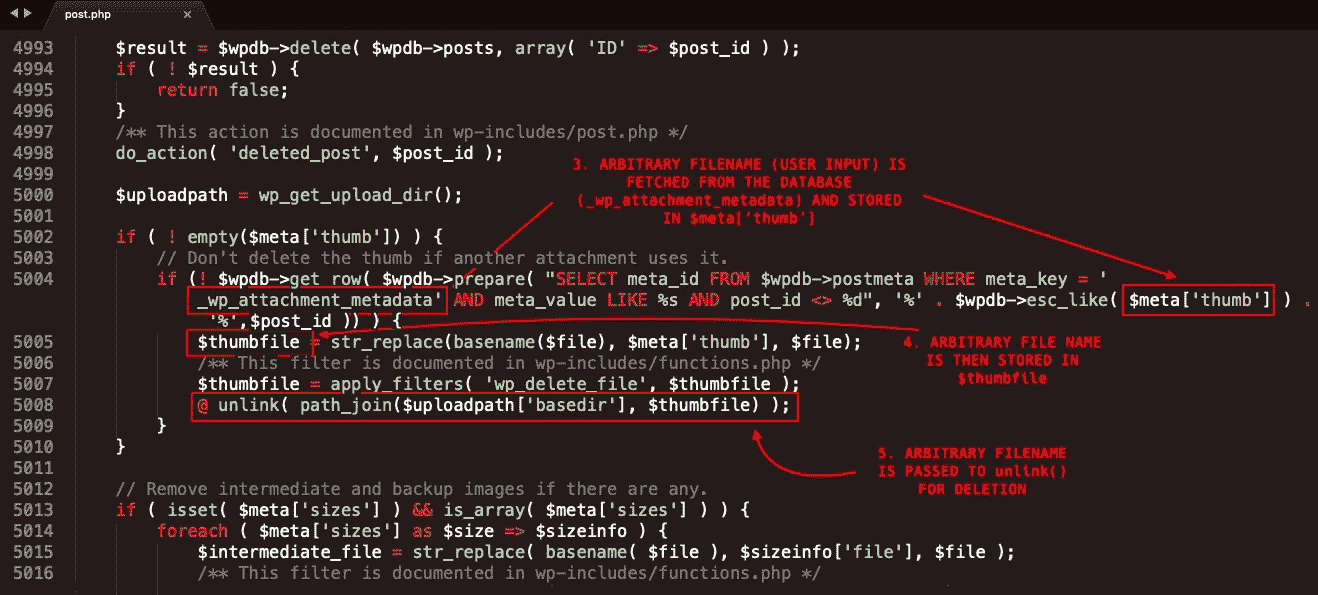 post.php ×
4993 $result = $wpdb->delete( $wpdb->posts, array( 'ID' => $post_id ) );
4994 if ( ! $result ) {
4995 return false;
4996 }
4997 /** This action is documented in wp-includes/post.php */
4998 do_action( 'deleted_post', $post_id );
4999
5000 $uploadpath = wp_get_upload_dir();
5001
5002 if ( ! empty($meta['thumb']) ) {
5003 // Don't delete the thumb if another attachment uses it.
5004 if (! $wpdb->get_row( $wpdb->prepare( "SELECT meta_id FROM $wpdb->postmeta WHERE meta_key = '
_wp_attachment_metadata' AND meta_value LIKE %s AND post_id <> %d", '%' . $wpdb->esc_like( $meta['thumb'] ) .
'%',$post_id )) ) {
5005 $thumbfile = str_replace(basename($file), $meta['thumb'], $file);
5006 /** This filter is documented in wp-includes/functions.php */
5007 $thumbfile = apply_filters( 'wp_delete_file', $thumbfile );
5008 @ unlink( path_join($uploadpath['basedir'], $thumbfile) );
5009 }
5010 }
5011
5012 // Remove intermediate and backup images if there are any.
5013 if ( isset( $meta['sizes'] ) && is_array( $meta['sizes'] ) ) {
5014 foreach ( $meta['sizes'] as $size => $sizeinfo ) {
5015 $intermediate_file = str_replace( basename( $file ), $sizeinfo['file'], $file );
5016 /** This filter is documented in wp-includes/functions.php */
3. ARBITRARY FILENAME (USER INPUT) IS
FETCHED FROM THE DATABASE
(_wp_attachment_metadata) AND STORED
IN $meta['thumb']
4. ARBITRARY FILE NAME
IS THEN STORED IN
$thumbfile
5. ARBITRARY FILENAME
IS PASSED TO unlink()
FOR DELETION